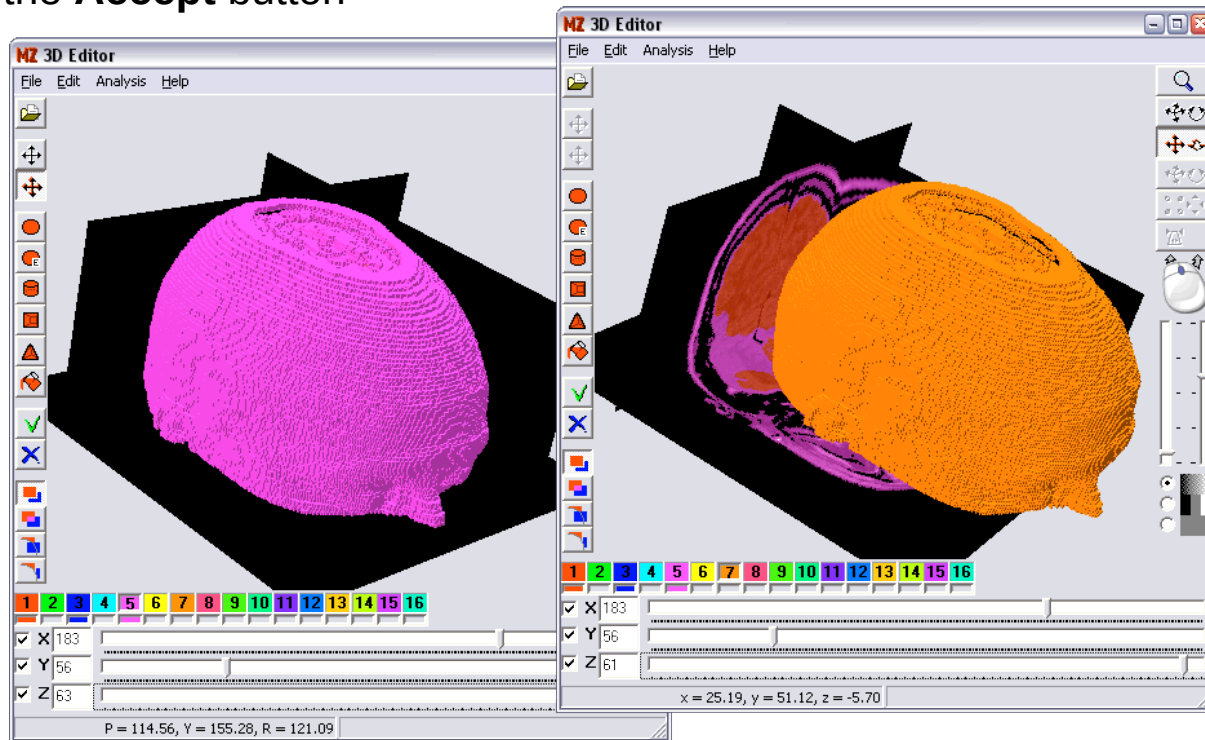 the Accept button
MZ 3D Editor
File Edit Analysis Help
E
1 2 3 4 5 6 7 8 9 10 11 12 13 14 15 16
X 183
Y 56
Z 63
P = 114.56, Y = 155.28, R = 121.09
MZ 3D Editor
File Edit Analysis Help
E
1 2 3 4 5 6 7 8 9 10 11 12 13 14 15 16
X 183
Y 56
Z 61
x = 25.19, y = 51.12, z = -5.70